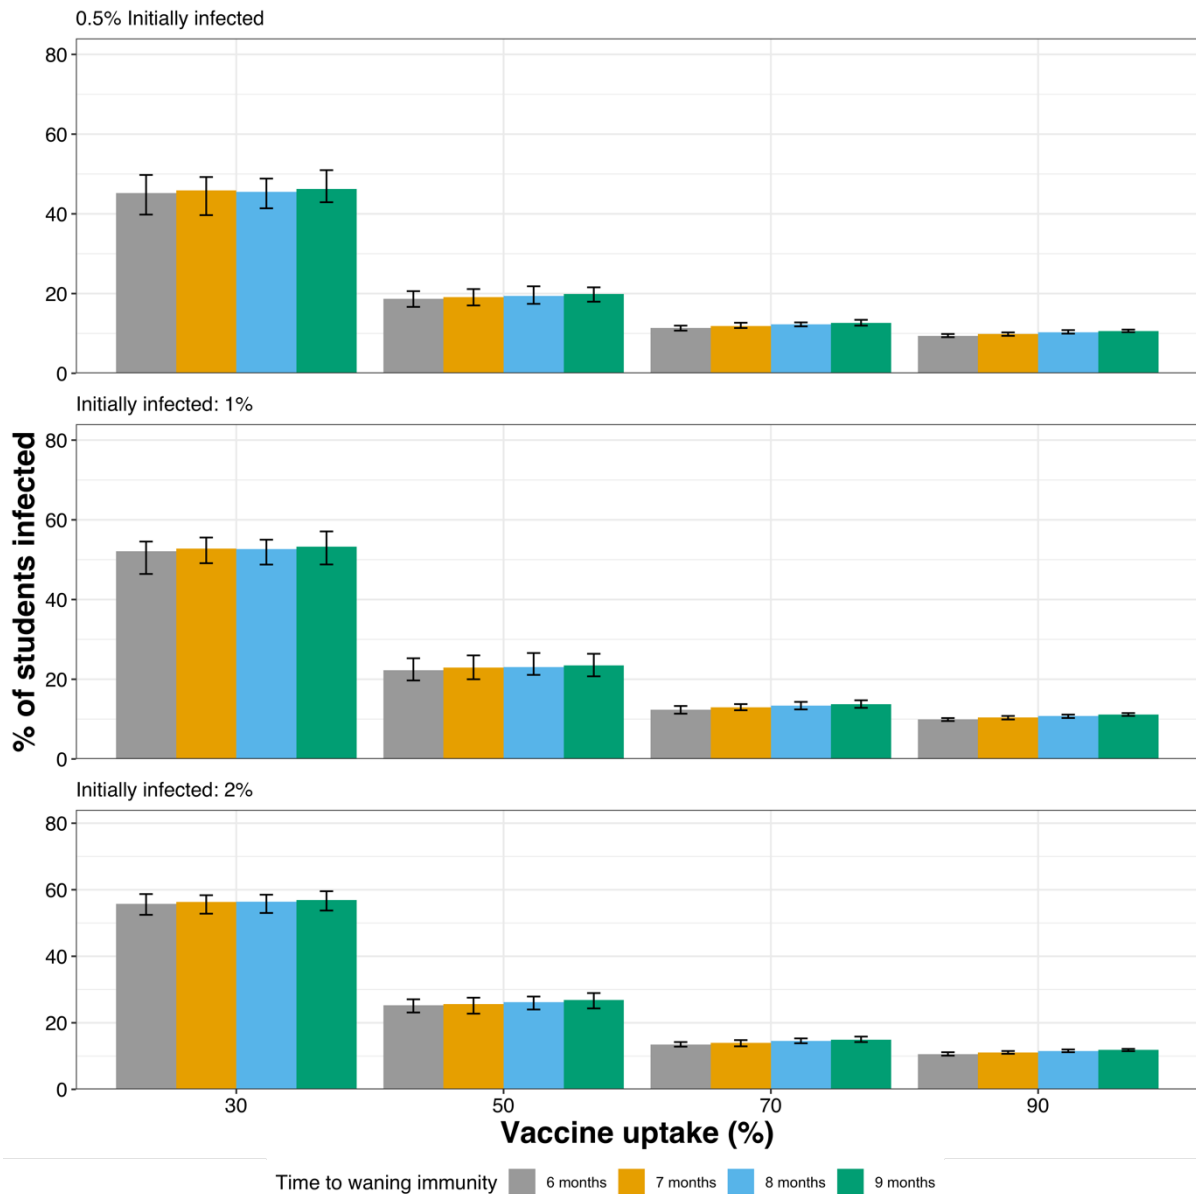 0.5% Initially infected
80
60
40
20
0
Initially infected: 1%
80
60
40
20
0
% of students infected
Initially infected: 2%
80
60
40
20
0
30 50 70 90
Vaccine uptake (%)
Time to waning immunity 6 months 7 months 8 months 9 months